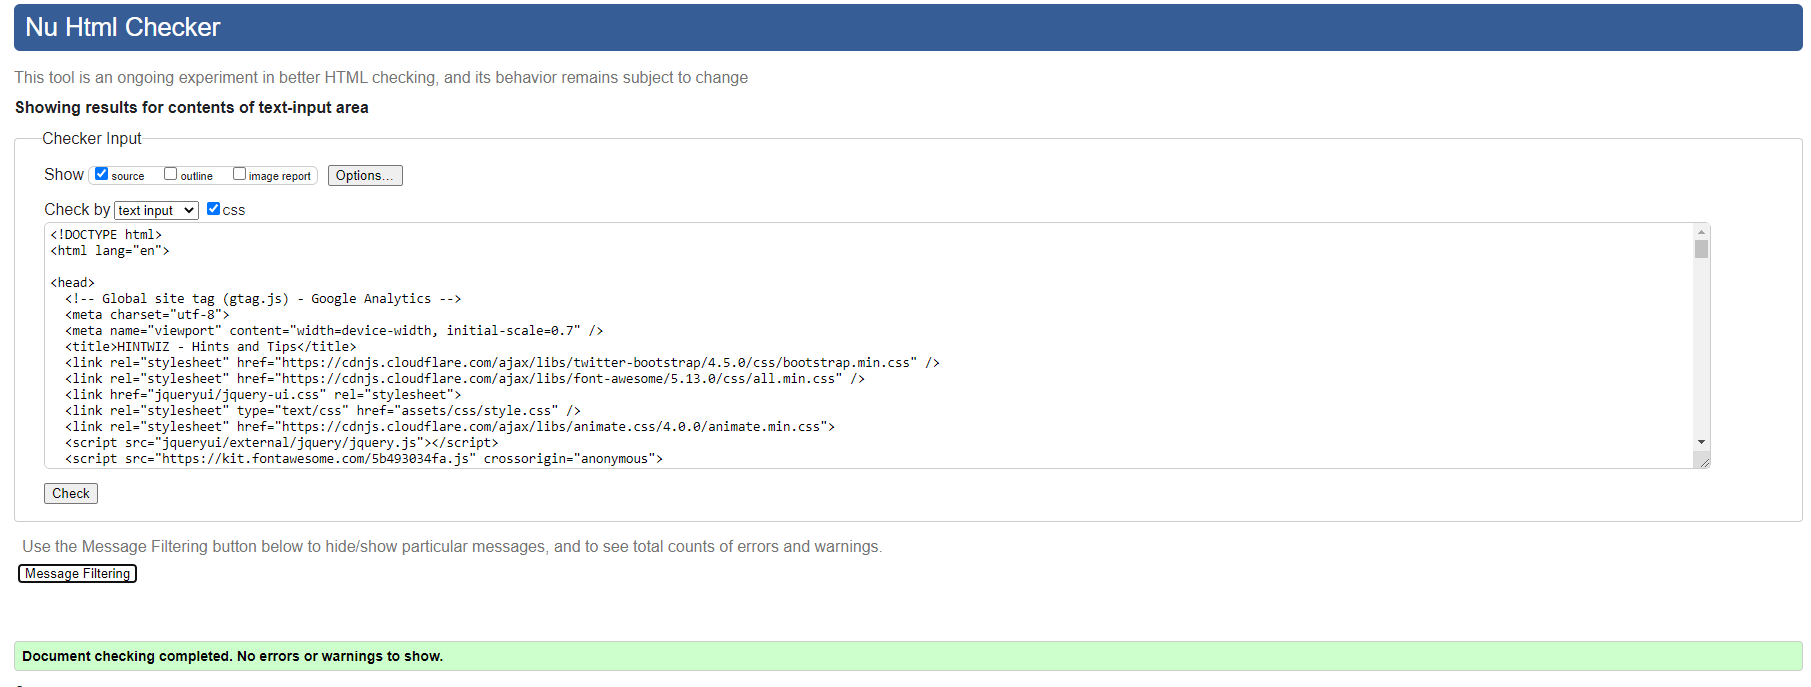 Nu Html Checker
This tool is an ongoing experiment in better HTML checking, and its behavior remains subject to change
Showing results for contents of text-input area
Checker Input
Show source outline image report Options...
Check by text input css
<!DOCTYPE html>
<html lang="en">
<head>
<!-- Global site tag (gtag.js) - Google Analytics -->
<meta charset="utf-8">
<meta name="viewport" content="width=device-width, initial-scale=0.7" />
<title>HINTWIZ - Hints and Tips</title>
<link rel="stylesheet" href="https://cdnjs.cloudflare.com/ajax/libs/twitter-bootstrap/4.5.0/css/bootstrap.min.css" />
<link rel="stylesheet" href="https://cdnjs.cloudflare.com/ajax/libs/font-awesome/5.13.0/css/all.min.css" />
<link href="jqueryui/jquery-ui.css" rel="stylesheet">
<link rel="stylesheet" type="text/css" href="assets/css/style.css" />
<link rel="stylesheet" href="https://cdnjs.cloudflare.com/ajax/libs/animate.css/4.0.0/animate.min.css">
<script src="jqueryui/external/jquery/jquery.js"></script>
<script src="https://kit.fontawesome.com/5b493034fa.js" crossorigin="anonymous">
Check
Use the Message Filtering button below to hide/show particular messages, and to see total counts of errors and warnings.
Message Filtering
Document checking completed. No errors or warnings to show.